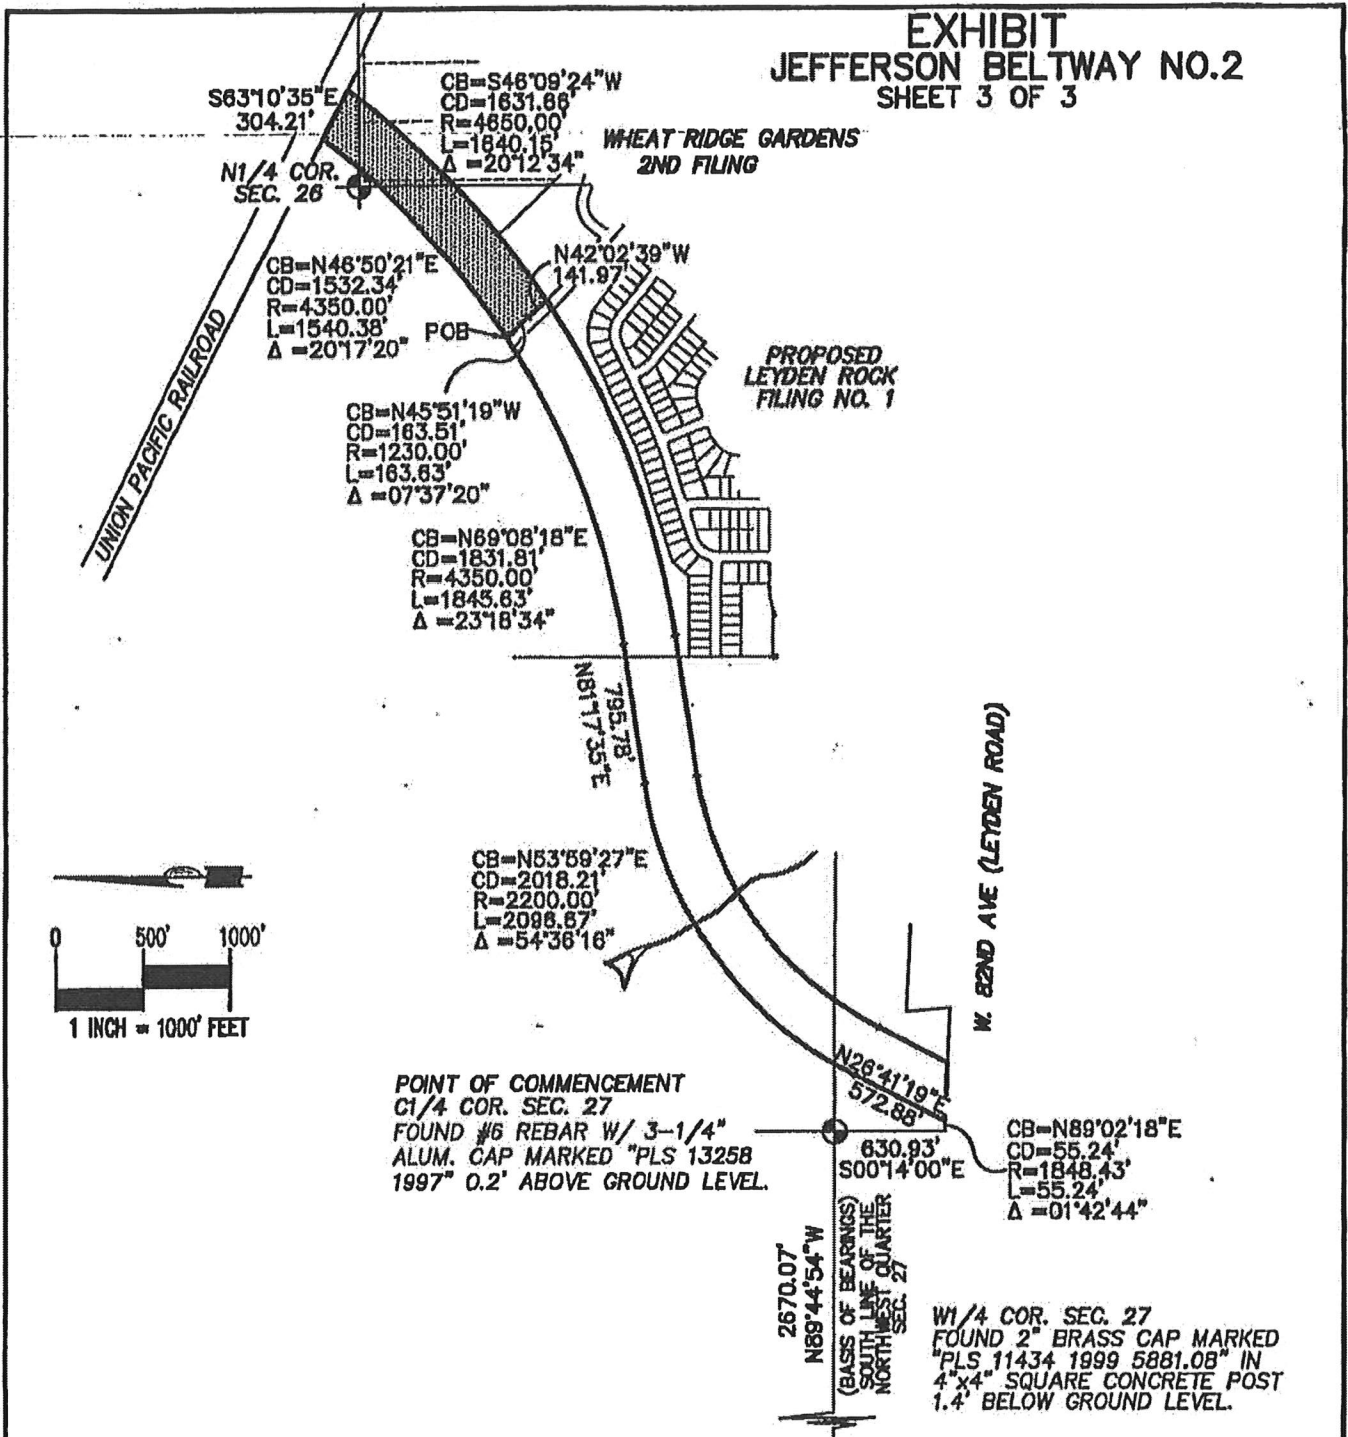 EXHIBIT
JEFFERSON BELTWAY NO.2
SHEET 3 OF 3
S63°10'35"E
304.21'
CB=S46°09'24"W
CD=1631.66'
R=4650.00'
L=1640.15'
Δ =20°12'34"
WHEAT RIDGE GARDENS
2ND FILING
N1/4 COR.
SEC. 26
N42°02'39"W
141.97'
CB=N46°50'21"E
CD=1532.34'
R=4350.00'
L=1540.38'
Δ =20°17'20"
POB
UNION PACIFIC RAILROAD
PROPOSED
LEYDEN ROCK
FILING NO. 1
CB=N45°51'19"W
CD=163.51'
R=1230.00'
L=163.63'
Δ =07°37'20"
CB=N69°08'18"E
CD=1831.81'
R=4350.00'
L=1845.63'
Δ =23°18'34"
795.78'
N81°17'35"E
W. 82ND AVE (LEYDEN ROAD)
CB=N53°59'27"E
CD=2018.21'
R=2200.00'
L=2096.67'
Δ =54°36'16"
0 500' 1000'
1 INCH = 1000' FEET
N26°41'19"E
572.88'
POINT OF COMMENCEMENT
C1/4 COR. SEC. 27
FOUND #6 REBAR W/ 3-1/4"
ALUM. CAP MARKED "PLS 13258
1997" 0.2' ABOVE GROUND LEVEL.
630.93'
S00°14'00"E
CB=N89°02'18"E
CD=55.24'
R=1848.43'
L=55.24'
Δ =01°42'44"
2670.07'
N89°44'54"W
(BASIS OF BEARINGS)
SOUTH LINE OF THE
NORTHWEST QUARTER
SEC. 27
W1/4 COR. SEC. 27
FOUND 2" BRASS CAP MARKED
"PLS 11434 1999 5881.08" IN
4"x4" SQUARE CONCRETE POST
1.4' BELOW GROUND LEVEL.